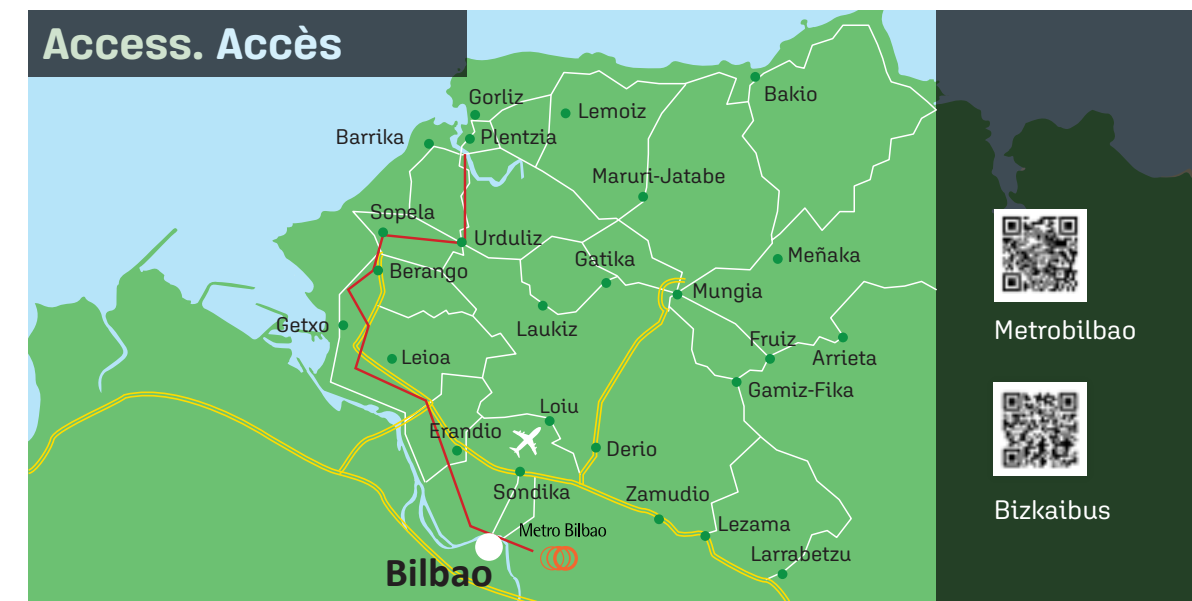 Access. Accès
Gorliz
Lemoiz
Bakio
Barrika
Plentzia
Maruri-Jatabe
Sopela
Urduliz
Gatika
Meñaka
Berango
Mungia
Getxo
Laukiz
Fruiz
Leioa
Arrieta
Gamiz-Fika
Loiu
Erandio
Derio
Sondika
Zamudio
Metro Bilbao
Lezama
Larrabetzu
Bilbao
Metrobilbao
Bizkaibus